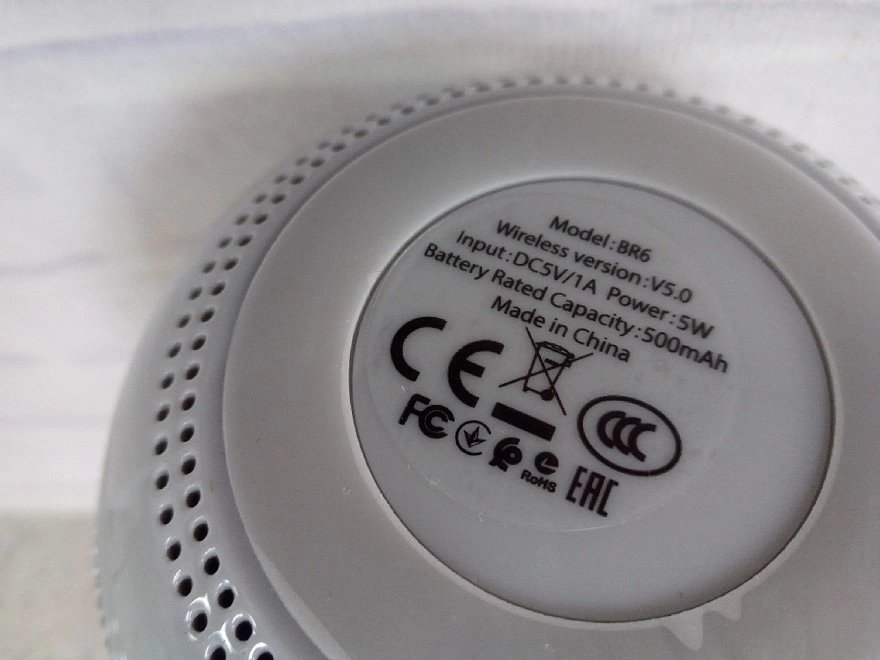 Model:BR6
Wireless version:V5.0
Input:DC5V/1A Power:5W
Battery Rated Capacity:500mAh
Made in China
CE
CCC
FC
RoHS
EAC